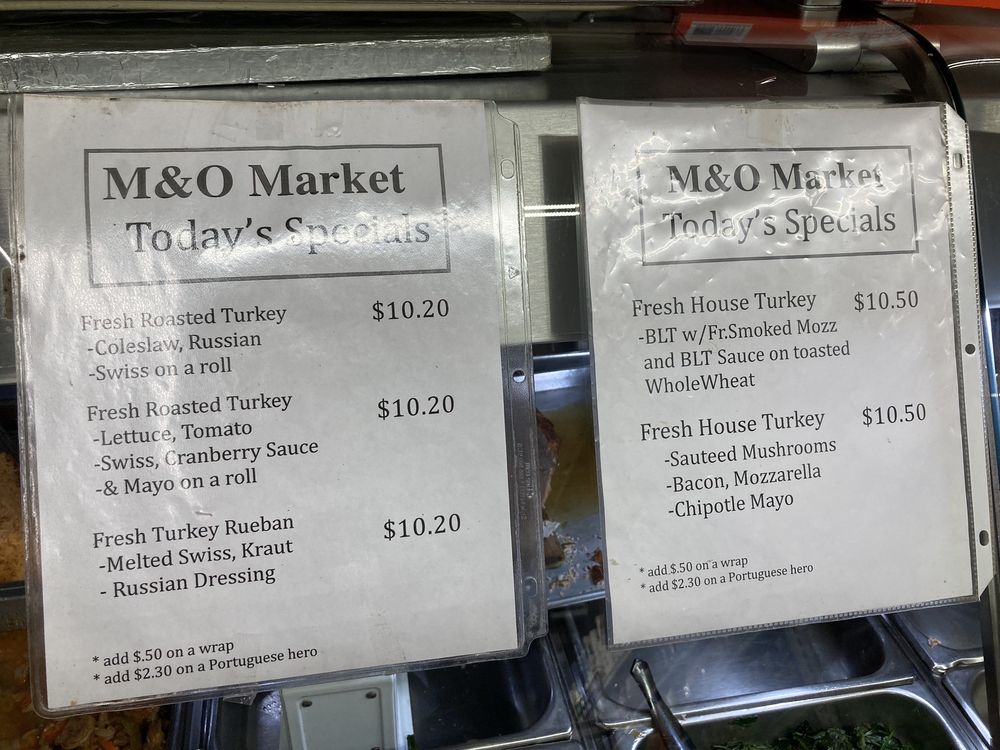 M&O Market
Today's Specials
Fresh Roasted Turkey $10.20
-Coleslaw, Russian
-Swiss on a roll
Fresh Roasted Turkey $10.20
-Lettuce, Tomato
-Swiss, Cranberry Sauce
-& Mayo on a roll
Fresh Turkey Rueban $10.20
-Melted Swiss, Kraut
- Russian Dressing
* add $.50 on a wrap
* add $2.30 on a Portuguese hero
M&O Market
Today's Specials
Fresh House Turkey $10.50
-BLT w/Fr.Smoked Mozz
and BLT Sauce on toasted
WholeWheat
Fresh House Turkey $10.50
-Sauteed Mushrooms
-Bacon, Mozzarella
-Chipotle Mayo
* add $.50 on a wrap
* add $2.30 on a Portuguese hero